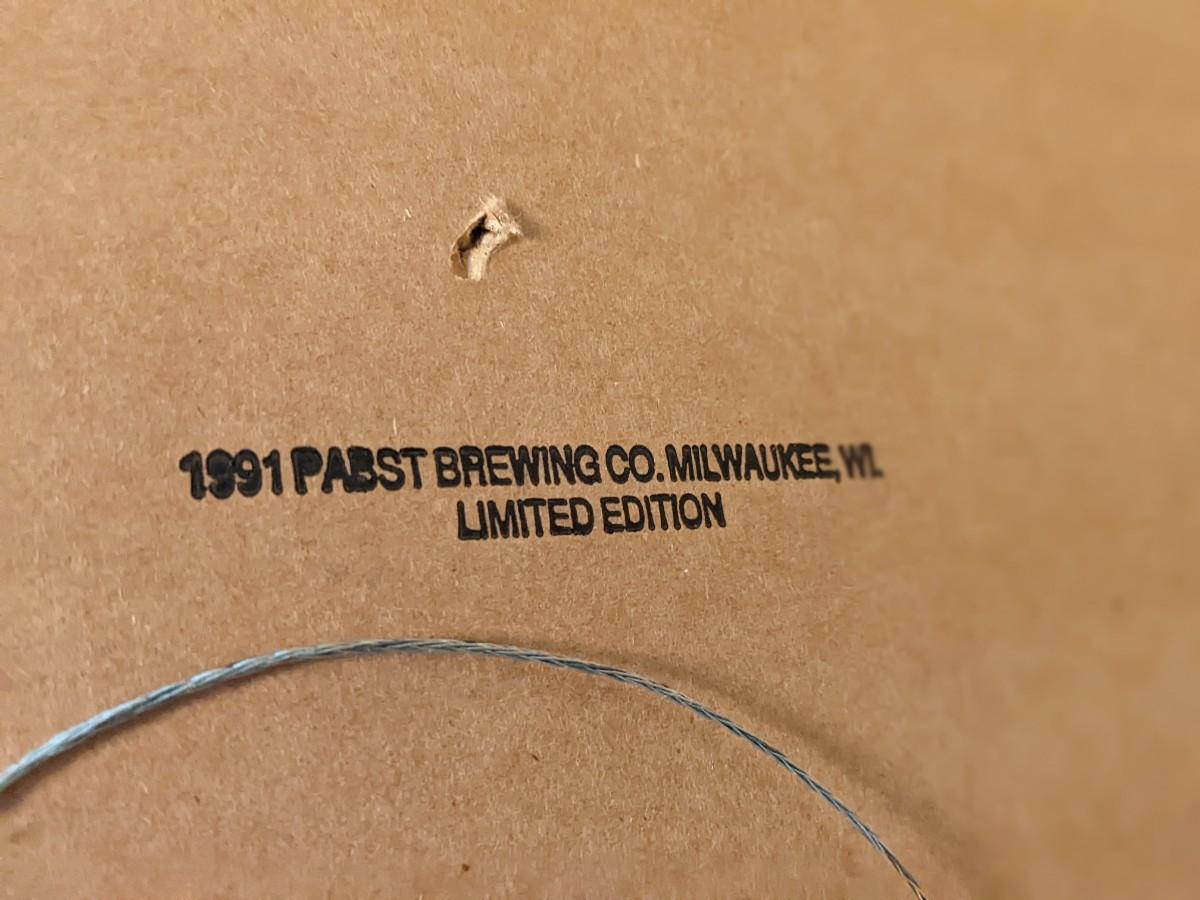 1991 PABST BREWING CO. MILWAUKEE, WI.
LIMITED EDITION